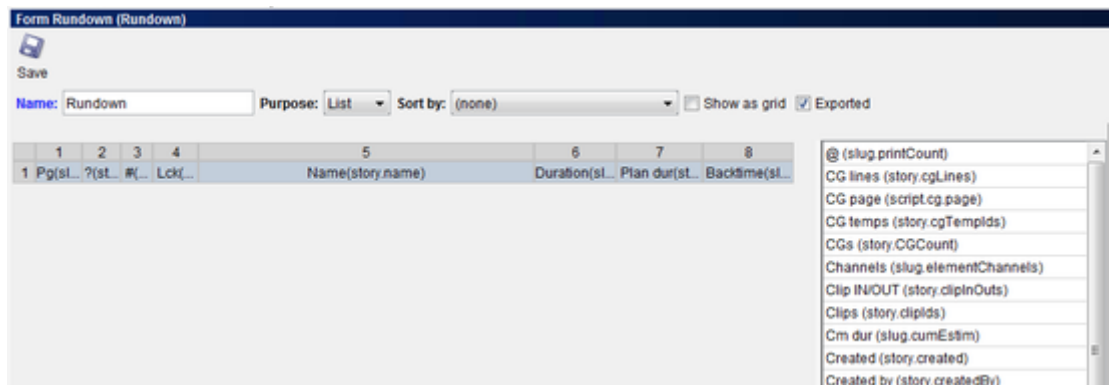 Form Rundown (Rundown)
Save
Name: Rundown Purpose: List Sort by: (none) Show as grid Exported
1 2 3 4 5 6 7 8
1 Pg(sl... ?(st... #(... Lck(... Name(story.name) Duration(sl... Plan dur(st... Backtime(sl...
@ (slug.printCount)
CG lines (story.cgLines)
CG page (script.cg.page)
CG temps (story.cgTempIds)
CGs (story.CGCount)
Channels (slug.elementChannels)
Clip IN/OUT (story.clipInOuts)
Clips (story.clipIds)
Cm dur (slug.cumEstim)
Created (story.created)
Created by (story.createdBy)